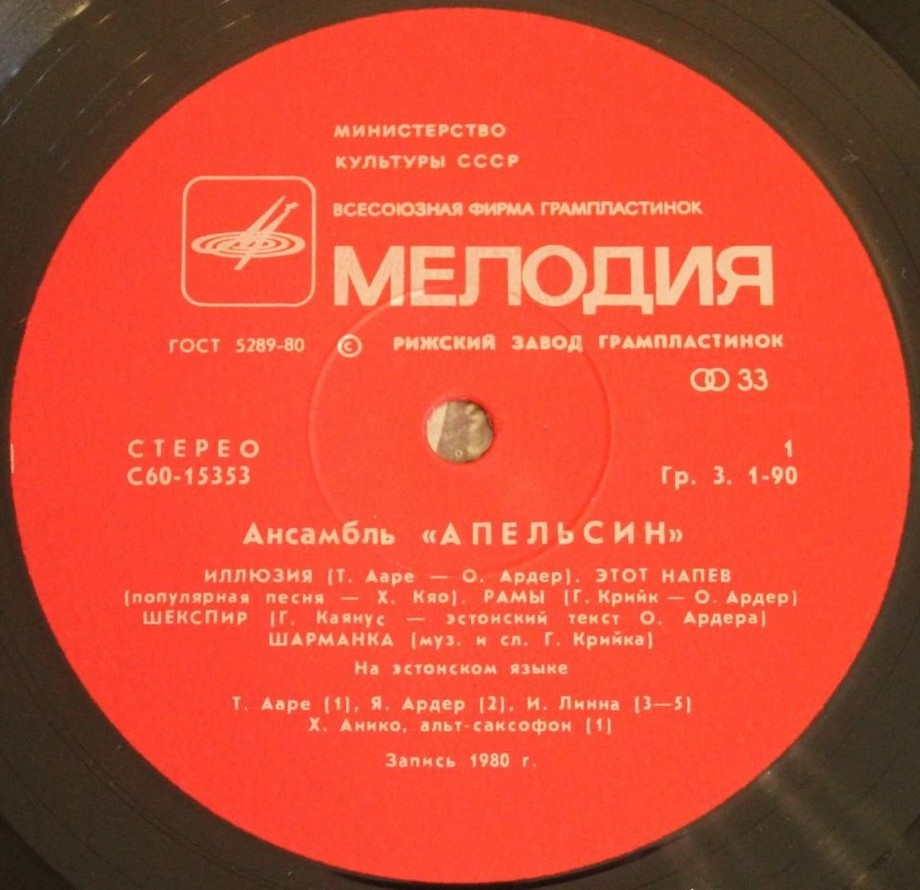 МИНИСТЕРСТВО
КУЛЬТУРЫ СССР
ВСЕСОЮЗНАЯ ФИРМА ГРАМПЛАСТИНОК
МЕЛОДИЯ
ГОСТ 5289-80 © РИЖСКИЙ ЗАВОД ГРАМПЛАСТИНОК
33
СТЕРЕО 1
С60-15353 Гр. 3. 1-90
Ансамбль «АПЕЛЬСИН»
ИЛЛЮЗИЯ (Т. Ааре — О. Ардер). ЭТОТ НАПЕВ
(популярная песня — Х. Кяо). РАМЫ (Г. Крийк — О. Ардер)
ШЕКСПИР (Г. Каянус — эстонский текст О. Ардера)
ШАРМАНКА (муз. и сл. Г. Крийка)
На эстонском языке
Т. Ааре (1), Я. Ардер (2), И. Линна (3—5)
Х. Анико, альт-саксофон (1)
Запись 1980 г.